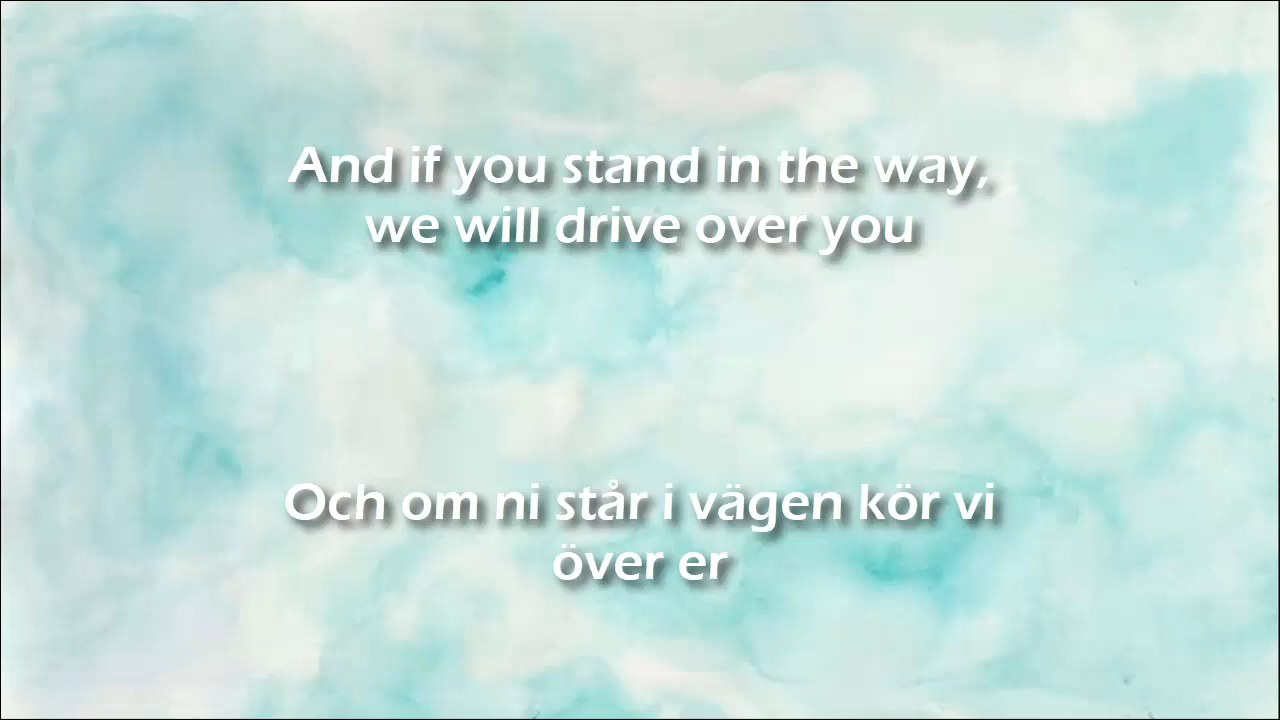 And if you stand in the way,
we will drive over you
Och om ni står i vägen kör vi
över er